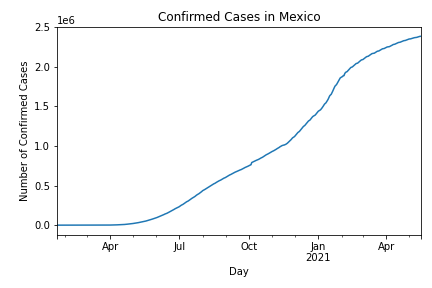 Confirmed Cases in Mexico
1e6
2.5
2.0
1.5
1.0
0.5
0.0
Number of Confirmed Cases
Apr Jul Oct Jan Apr
2021
Day